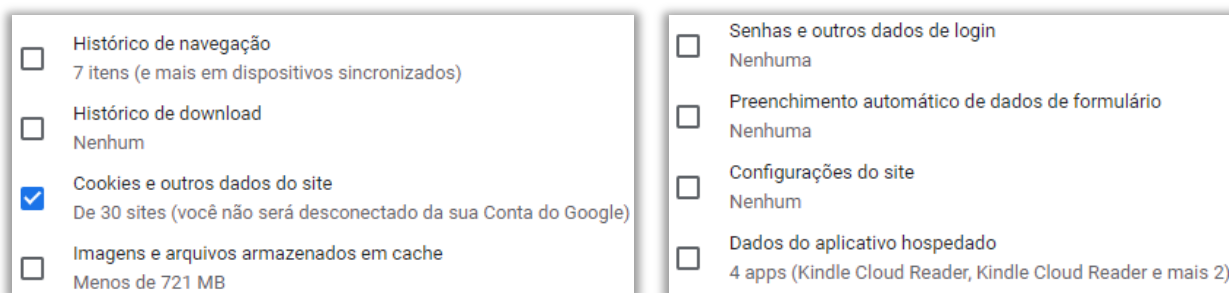 Histórico de navegação
7 itens (e mais em dispositivos sincronizados)
Histórico de download
Nenhum
Cookies e outros dados do site
De 30 sites (você não será desconectado da sua Conta do Google)
Imagens e arquivos armazenados em cache
Menos de 721 MB
Senhas e outros dados de login
Nenhuma
Preenchimento automático de dados de formulário
Nenhuma
Configurações do site
Nenhum
Dados do aplicativo hospedado
4 apps (Kindle Cloud Reader, Kindle Cloud Reader e mais 2)